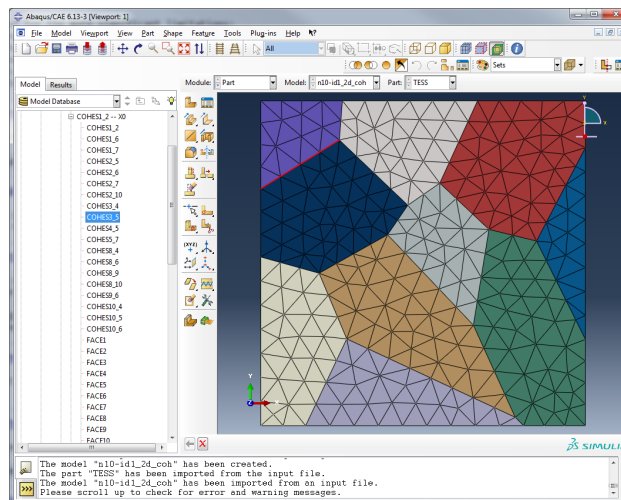 Abaqus/CAE 6.13-3 [Viewport: 1]
File Model Viewport View Part Shape Feature Tools Plug-ins Help
All
Sets
Model Results
Module: Part Model: n10-id1_2d_coh Part: TESS
Model Database
COHES1_2 -- X0
COHES1_2
COHES1_6
COHES1_7
COHES2_5
COHES2_6
COHES2_7
COHES2_10
COHES3_4
COHES3_5
COHES4_5
COHES5_7
COHES8_4
COHES8_6
COHES8_9
COHES8_10
COHES9_6
COHES10_4
COHES10_5
COHES10_6
FACE1
FACE2
FACE3
FACE4
FACE5
FACE6
FACE7
FACE8
FACE9
FACE10
(XYZ)
Y
X
Y
Z
SIMULI
The model "n10-id1_2d_coh" has been created.
The part "TESS" has been imported from the input file.
The model "n10-id1_2d_coh" has been imported from an input file.
Please scroll up to check for error and warning messages.
>>>